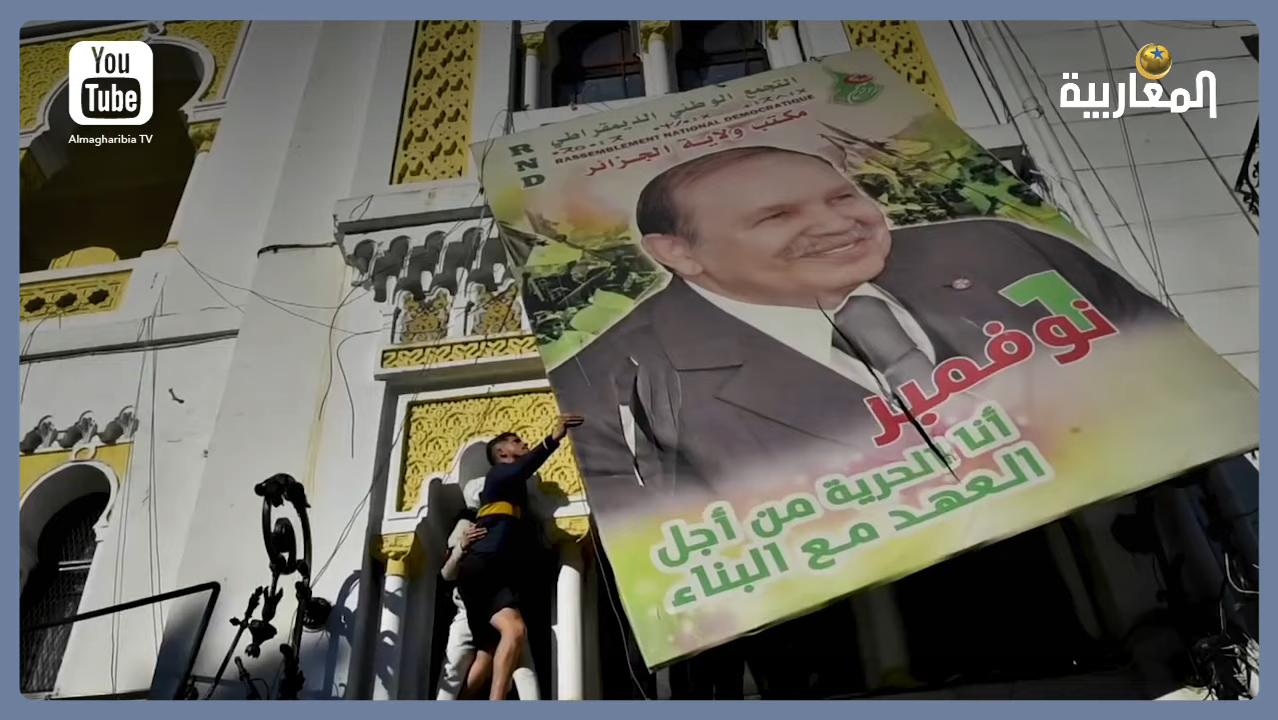 You
Tube
Almagharibia TV
المغاربية
التجمع الوطني الديمقراطي
RASSEMBLEMENT NATIONAL DEMOCRATIQUE
مكتب ولاية الجزائر
RND
نوفمبر
أنا الحرية من أجل
العهد مع البناء